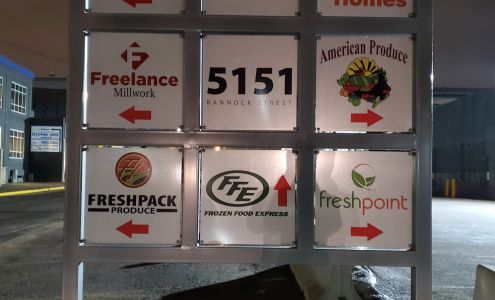 Homes
Freelance
Millwork
5151
BANNOCK STREET
American Produce
FRESHPACK
PRODUCE
FFE
FROZEN FOOD EXPRESS
freshpoint